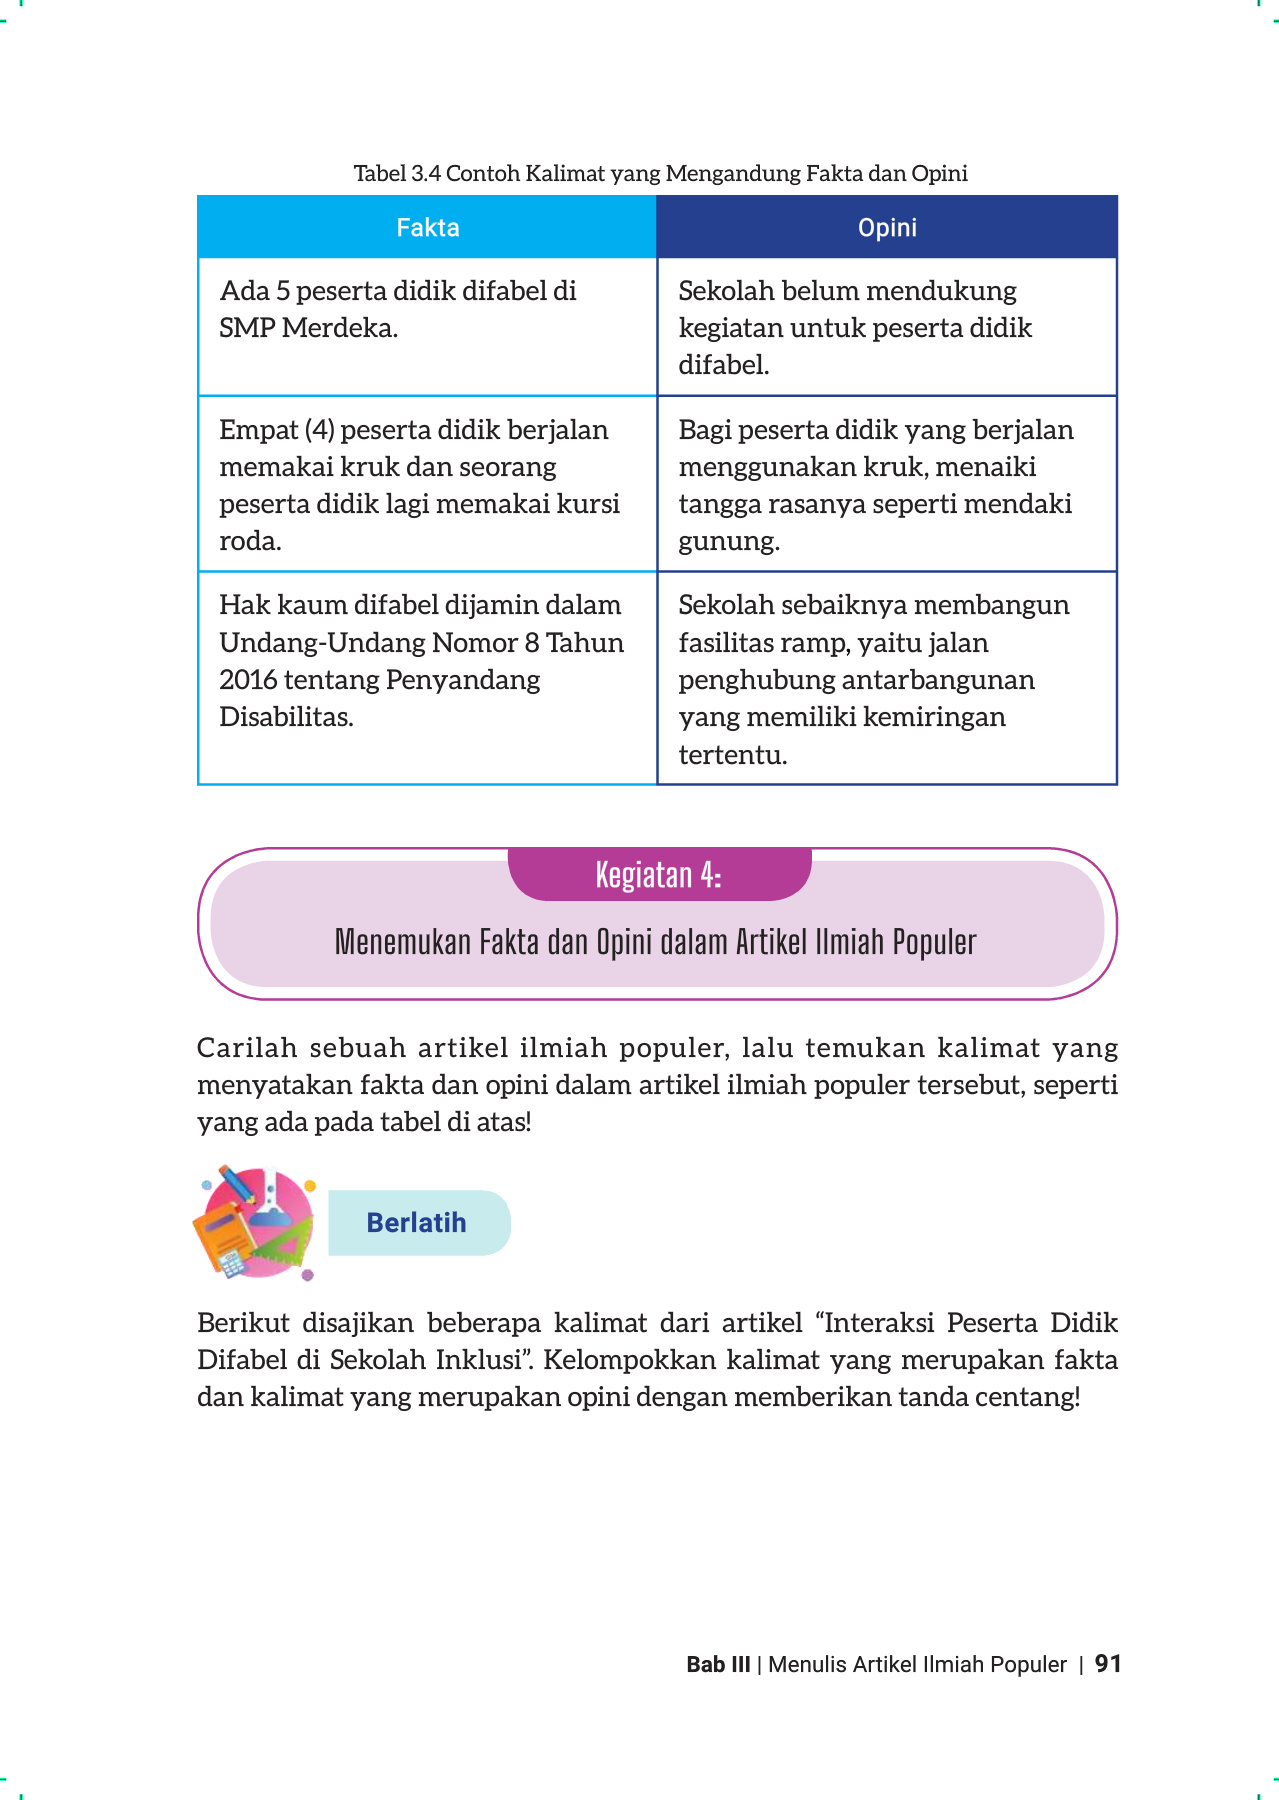 Tabel 3.4 Contoh Kalimat yang Mengandung Fakta dan Opini
Fakta
Opini
Ada 5 peserta didik difabel di
SMP Merdeka.
Sekolah belum mendukung
kegiatan untuk peserta didik
difabel.
Empat (4) peserta didik berjalan
memakai kruk dan seorang
peserta didik lagi memakai kursi
roda.
Bagi peserta didik yang berjalan
menggunakan kruk, menaiki
tangga rasanya seperti mendaki
gunung.
Hak kaum difabel dijamin dalam
Undang-Undang Nomor 8 Tahun
2016 tentang Penyandang
Disabilitas.
Sekolah sebaiknya membangun
fasilitas ramp, yaitu jalan
penghubung antarbangunan
yang memiliki kemiringan
tertentu.
Kegiatan 4:
Menemukan Fakta dan Opini dalam Artikel Ilmiah Populer
Carilah sebuah artikel ilmiah populer, lalu temukan kalimat yang
menyatakan fakta dan opini dalam artikel ilmiah populer tersebut, seperti
yang ada pada tabel di atas!
Berlatih
Berikut disajikan beberapa kalimat dari artikel “Interaksi Peserta Didik
Difabel di Sekolah Inklusi”. Kelompokkan kalimat yang merupakan fakta
dan kalimat yang merupakan opini dengan memberikan tanda centang!
Bab III | Menulis Artikel Ilmiah Populer | 91